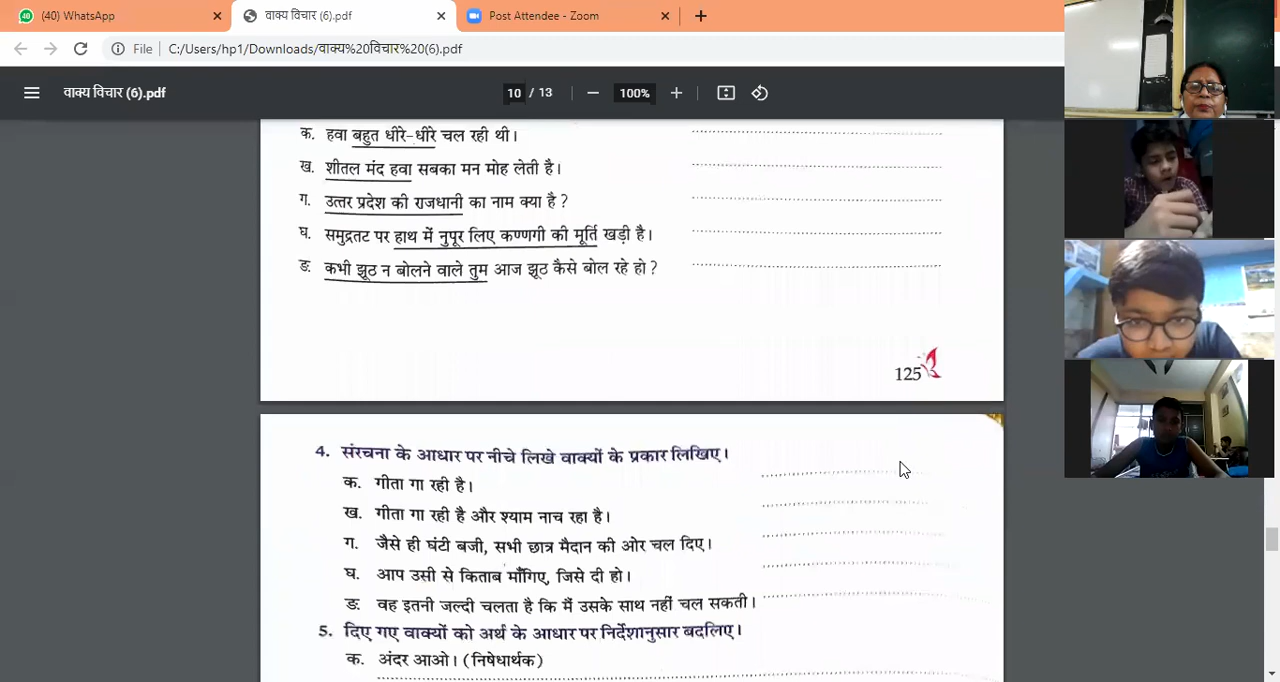 (40) WhatsApp
वाक्य विचार (6).pdf
Post Attendee - Zoom
File
C:/Users/hp1/Downloads/वाक्य%20विचार%20(6).pdf
वाक्य विचार (6).pdf
10 / 13
100%
क. हवा बहुत धीरे-धीरे चल रही थी।
ख. शीतल मंद हवा सबका मन मोह लेती है।
ग. उत्तर प्रदेश की राजधानी का नाम क्या है?
घ. समुद्रतट पर हाथ में नुपूर लिए कण्णगी की मूर्ति खड़ी है।
ङ. कभी झूठ न बोलने वाले तुम आज झूठ कैसे बोल रहे हो?
125
4. संरचना के आधार पर नीचे लिखे वाक्यों के प्रकार लिखिए।
क. गीता गा रही है।
ख. गीता गा रही है और श्याम नाच रहा है।
ग. जैसे ही घंटी बजी, सभी छात्र मैदान की ओर चल दिए।
घ. आप उसी से किताब माँगिए, जिसे दी हो।
ङ. वह इतनी जल्दी चलता है कि मैं उसके साथ नहीं चल सकती।
5. दिए गए वाक्यों को अर्थ के आधार पर निर्देशानुसार बदलिए।
क. अंदर आओ। (निषेधार्थक)